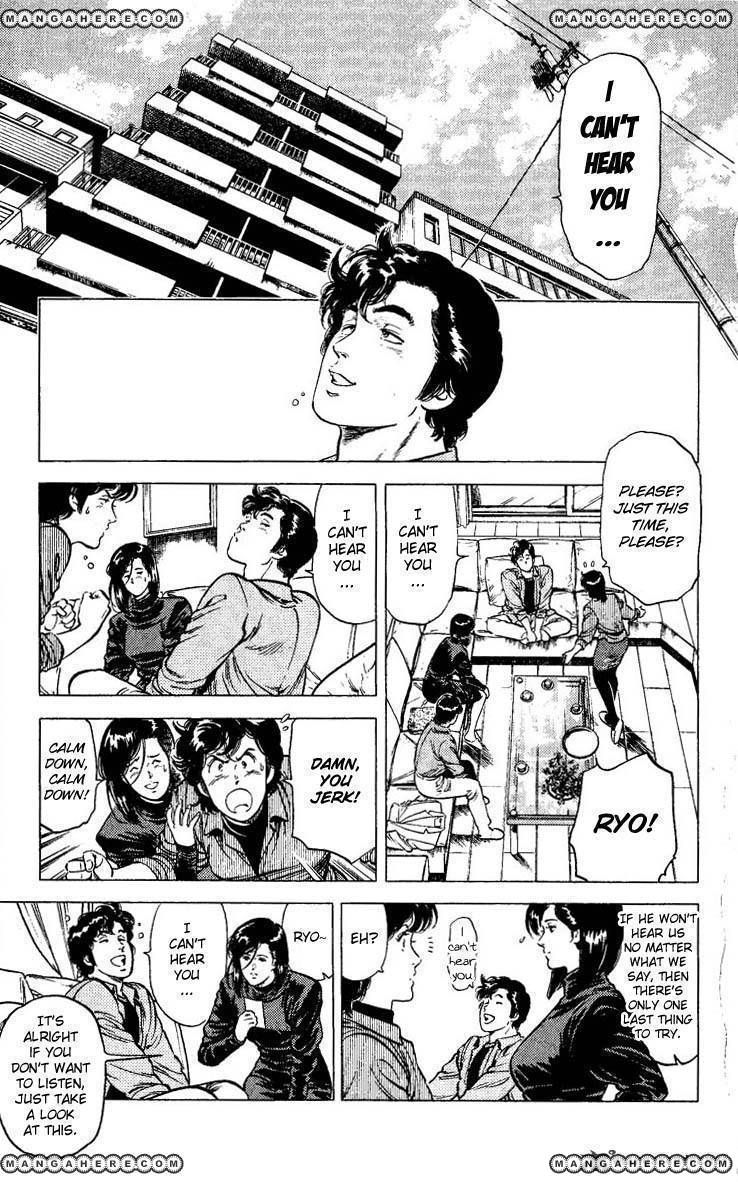 MANGAHERE.COM
MANGAHERE.COM
I
CAN'T
HEAR
YOU
...
PLEASE?
JUST THIS
TIME,
PLEASE?
I
CAN'T
HEAR
YOU
...
RYO!
I
CAN'T
HEAR
YOU
...
DAMN,
YOU
JERK!
CALM
DOWN,
CALM
DOWN!
IF HE WON'T
HEAR US
NO MATTER
WHAT WE
SAY, THEN
THERE'S
ONLY ONE
LAST THING
TO TRY.
I
can't
hear
you
EH?
RYO~
I
CAN'T
HEAR
YOU
...
IT'S
ALRIGHT
IF YOU
DON'T WANT
TO LISTEN,
JUST TAKE
A LOOK
AT THIS.
MANGAHERE.COM
MANGAHERE.COM